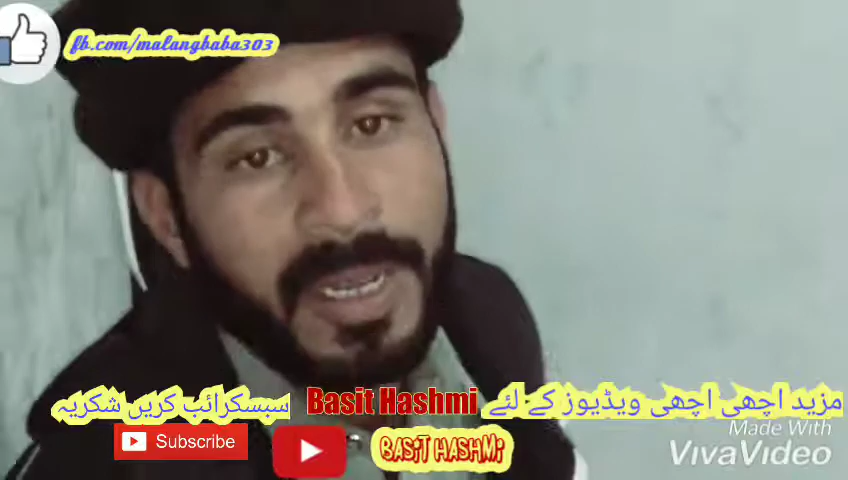 fb.com/malangbaba303
مزید اچھی اچھی ویڈیوز کے لئے Basit Hashmi سبسکرائب کریں شکریہ
Subscribe
BASiT HASHMi
Made With
VivaVideo